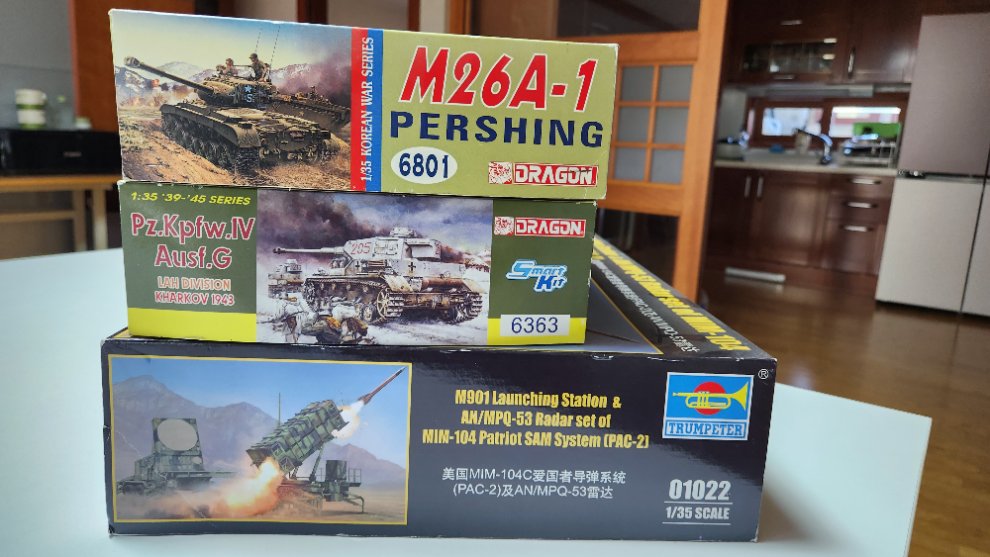 1/35 KOREAN WAR SERIES
M26A-1
PERSHING
6801
DRAGON
1:35 '39-'45 SERIES
Pz.Kpfw.IV
Ausf.G
LAH DIVISION
KHARKOV 1943
205
DRAGON
Smart
Kit
6363
M901 Launching Station &
AN/MPQ-53 Radar set of
MIM-104 Patriot SAM System (PAC-2)
美国MIM-104C爱国者导弹系统
(PAC-2)及AN/MPQ-53雷达
®
TRUMPETER
01022
1/35 SCALE